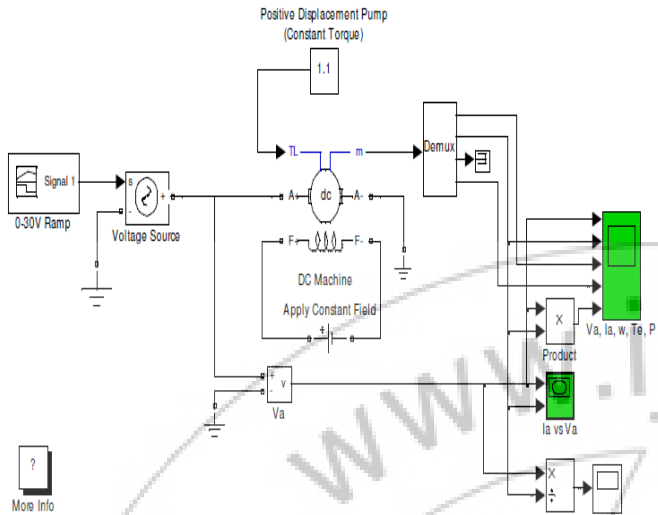 Positive Displacement Pump
(Constant Torque)
1.1
TL
m
Demux
Signal 1
s
+
-
A+
dc
A-
0-30V Ramp
Voltage Source
F+
F-
DC Machine
Apply Constant Field
+
×
Va, Ia, w, Te, P
Product
+
-
v
Va
Ia vs Va
×
÷
?
More Info
www.